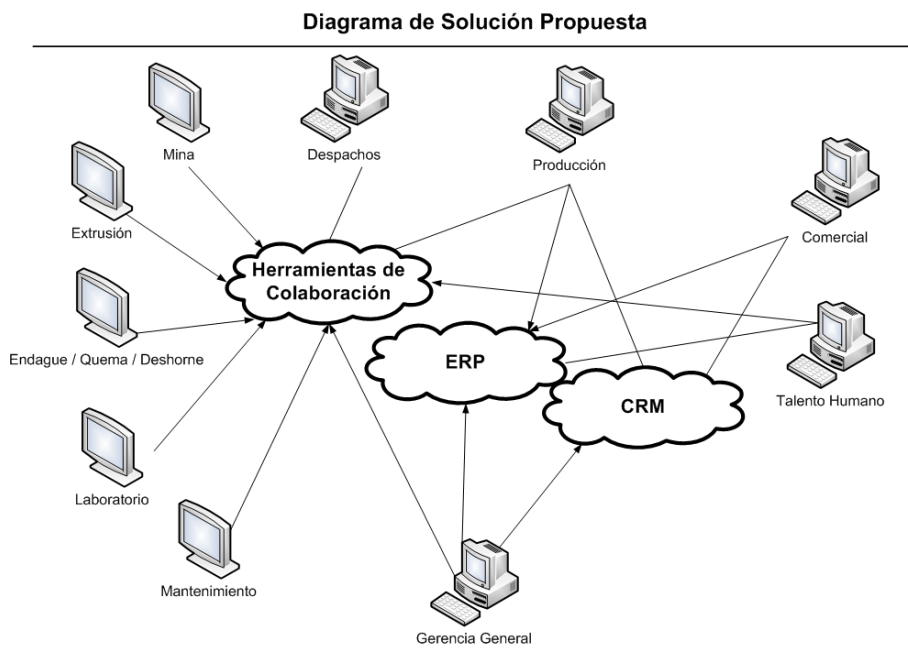 Diagrama de Solución Propuesta
Mina
Despachos
Producción
Extrusión
Comercial
Herramientas de
Colaboración
Endague / Quema / Deshorne
ERP
CRM
Talento Humano
Laboratorio
Mantenimiento
Gerencia General